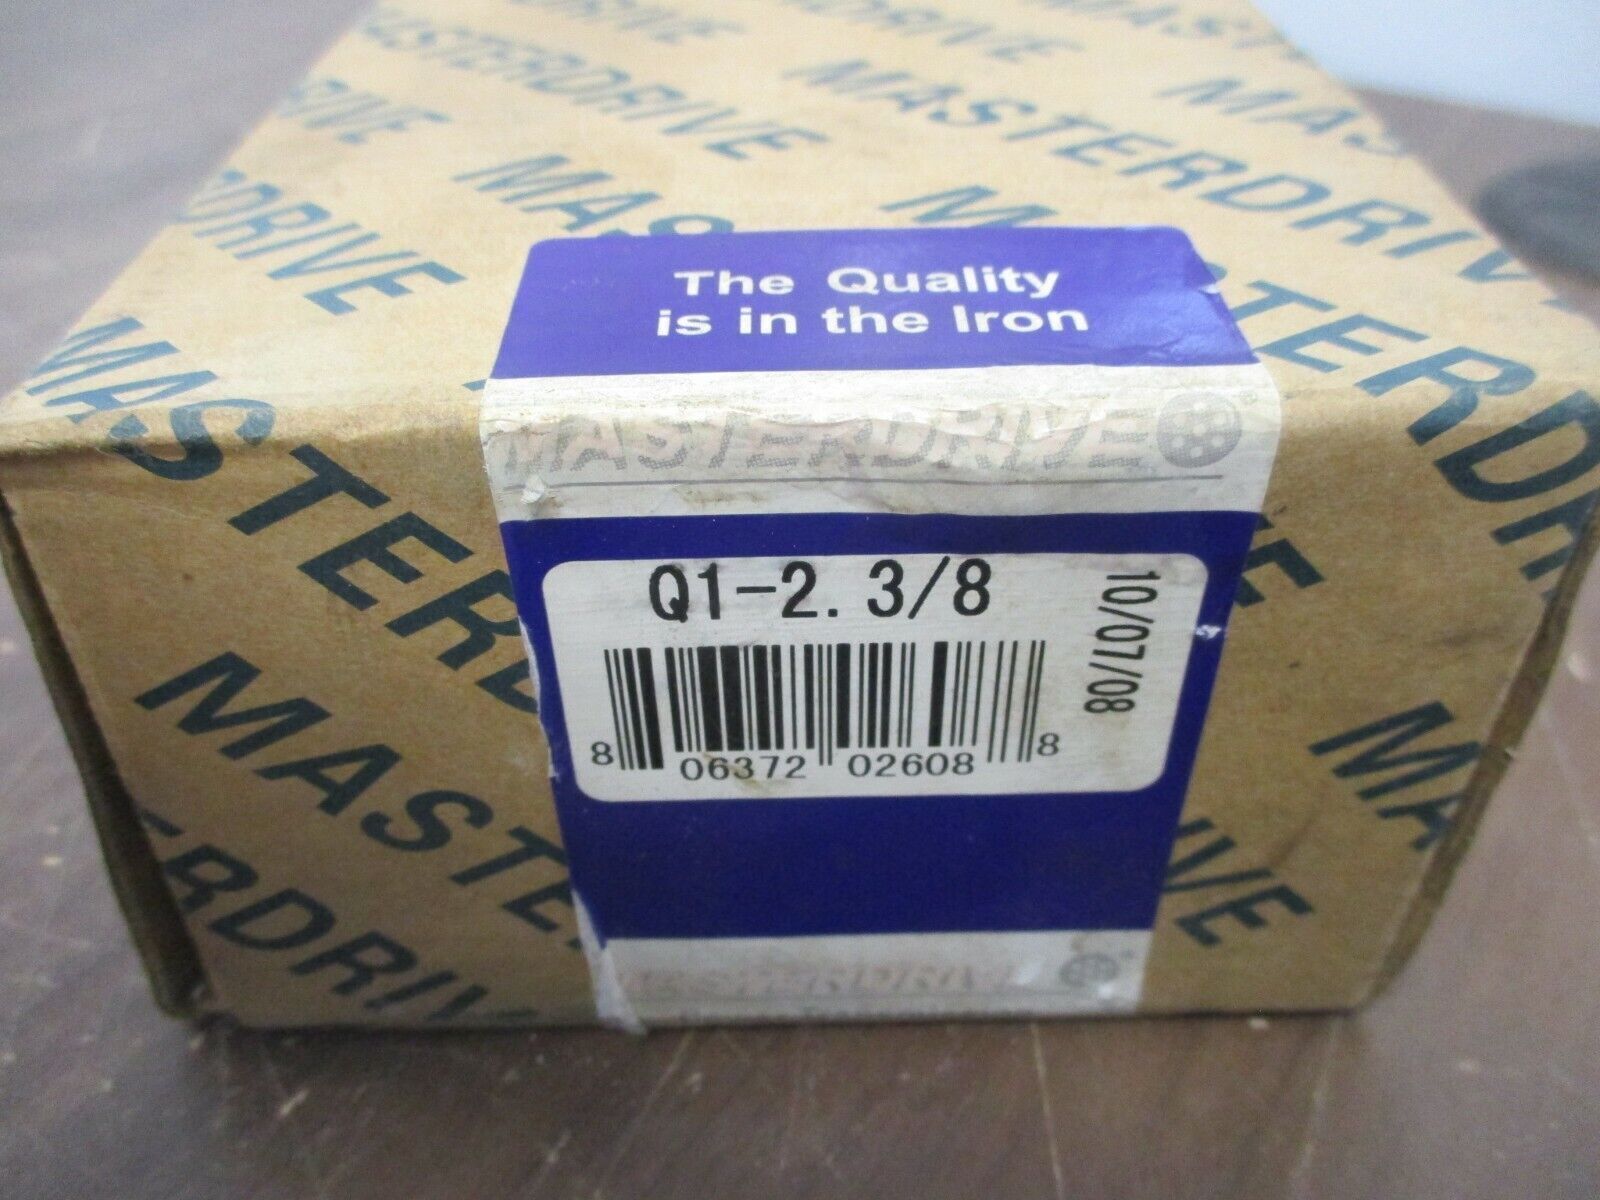 MASTERDRIVE
MASTERDRIVE
MASTERDRIVE
The Quality
is in the Iron
MASTERDRIVE
Q1-2. 3/8
10/07/08
8 06372 02608 8
MASTERDRIVE